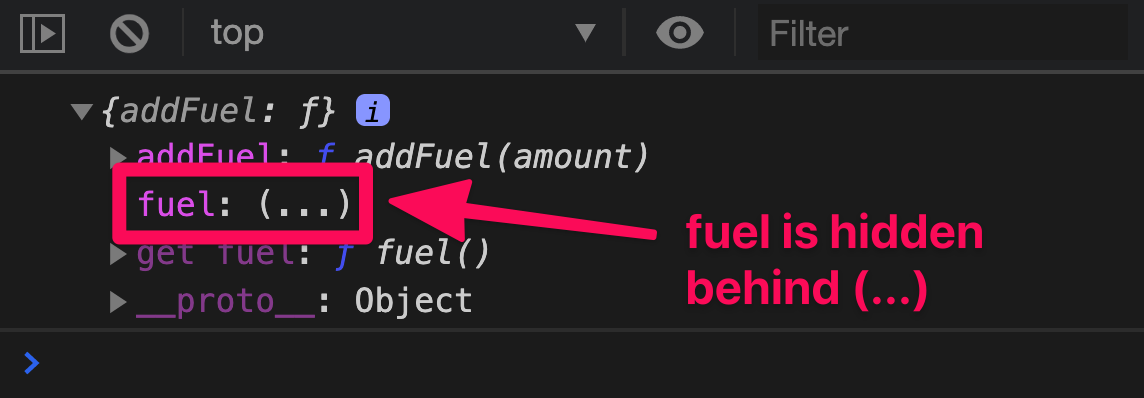 top
Filter
{addFuel: ƒ} i
addFuel: ƒ addFuel(amount)
fuel: (...)
get fuel: ƒ fuel()
__proto__: Object
fuel is hidden
behind (...)